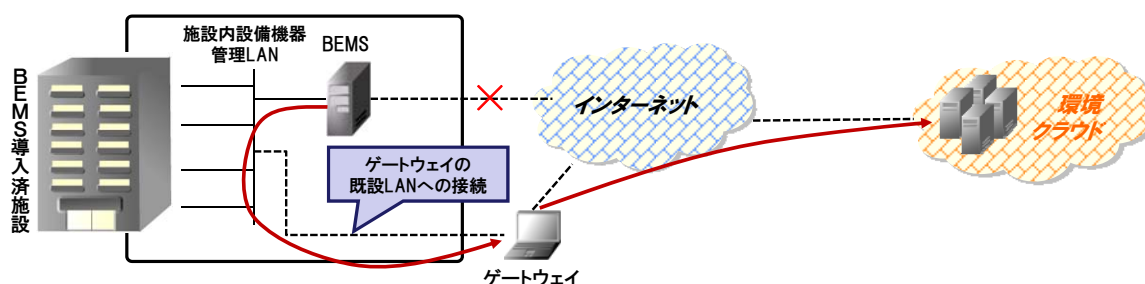 BEMS導入済施設
施設内設備機器
管理LAN
BEMS
インターネット
環境
クラウド
ゲートウェイの
既設LANへの接続
ゲートウェイ